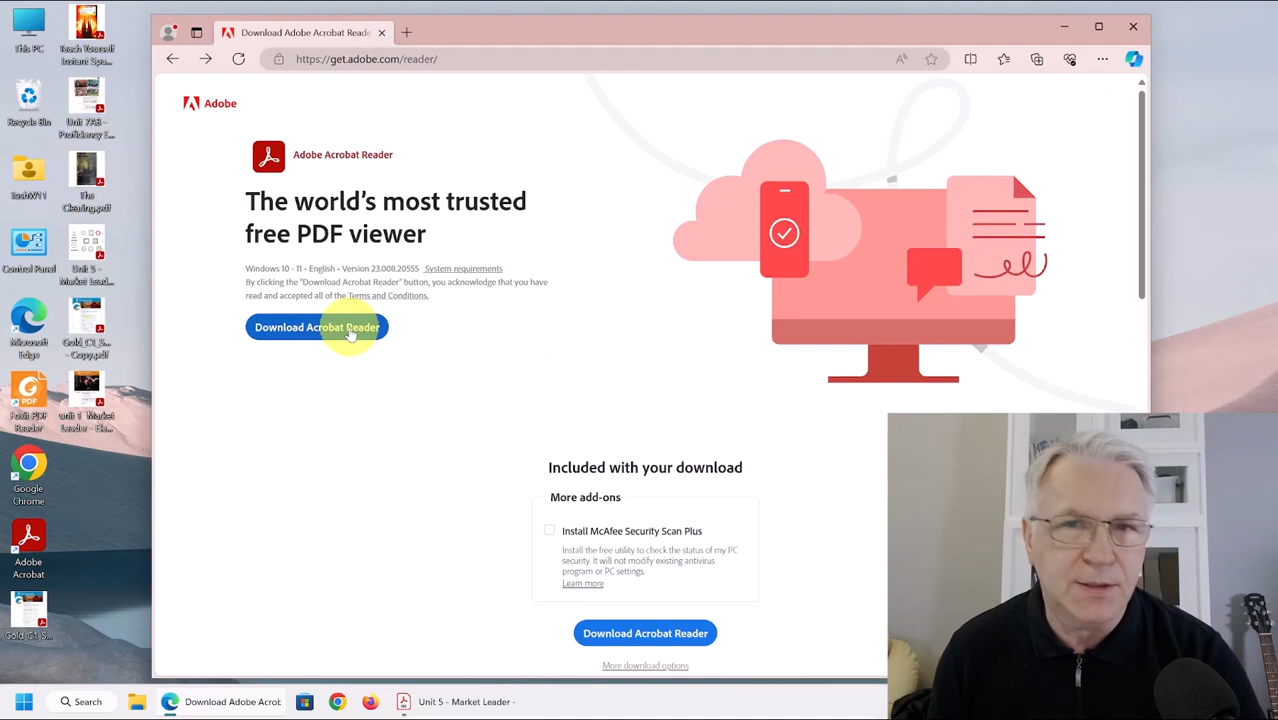 This PC
Teach Yourself
Instant Spa...
Recycle Bin
Unit 7AB -
Proficiency E...
ToshW11
The
Clearing.pdf
Control Panel
Unit 5 -
Market Lead...
Microsoft
Edge
Gold_C1_S...
- Copy.pdf
PDF
Foxit PDF
Reader
unit 1 Market
Leader - Ele...
Google
Chrome
Adobe
Acrobat
Gold_C1_S...
Download Adobe Acrobat Reade
https://get.adobe.com/reader/
Adobe
Adobe Acrobat Reader
The world's most trusted
free PDF viewer
Windows 10 - 11 • English • Version 23.008.20555 System requirements
By clicking the "Download Acrobat Reader" button, you acknowledge that you have
read and accepted all of the Terms and Conditions.
Download Acrobat Reader
Included with your download
More add-ons
Install McAfee Security Scan Plus
Install the free utility to check the status of my PC
security. It will not modify existing antivirus
program or PC settings.
Learn more
Download Acrobat Reader
More download options
Search
Download Adobe Acrob
Unit 5 - Market Leader -